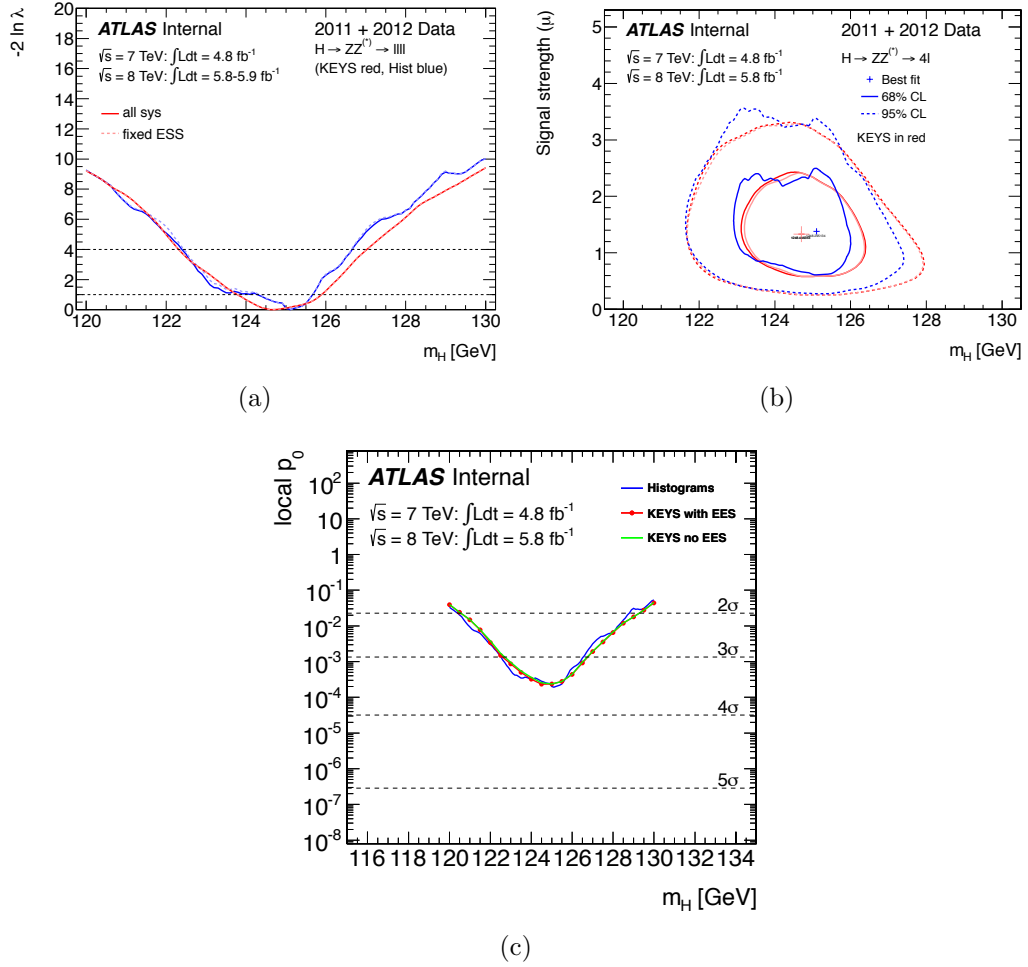 -2 ln λ
20
18
16
14
12
10
8
6
4
2
0
ATLAS Internal
2011 + 2012 Data
√s = 7 TeV: ∫Ldt = 4.8 fb⁻¹
H → ZZ⁽*⁾ → llll
√s = 8 TeV: ∫Ldt = 5.8-5.9 fb⁻¹
(KEYS red, Hist blue)
all sys
fixed ESS
120 122 124 126 128 130
m_H [GeV]
(a)
Signal strength (μ)
5
4
3
2
1
0
ATLAS Internal
2011 + 2012 Data
√s = 7 TeV: ∫Ldt = 4.8 fb⁻¹
H → ZZ⁽*⁾ → 4l
√s = 8 TeV: ∫Ldt = 5.8 fb⁻¹
Best fit
68% CL
95% CL
KEYS in red
120 122 124 126 128 130
m_H [GeV]
(b)
local p₀
10²
10
1
10⁻¹
10⁻²
10⁻³
10⁻⁴
10⁻⁵
10⁻⁶
10⁻⁷
10⁻⁸
ATLAS Internal
√s = 7 TeV: ∫Ldt = 4.8 fb⁻¹
√s = 8 TeV: ∫Ldt = 5.8 fb⁻¹
Histograms
KEYS with EES
KEYS no EES
2σ
3σ
4σ
5σ
116 118 120 122 124 126 128 130 132 134
m_H [GeV]
(c)